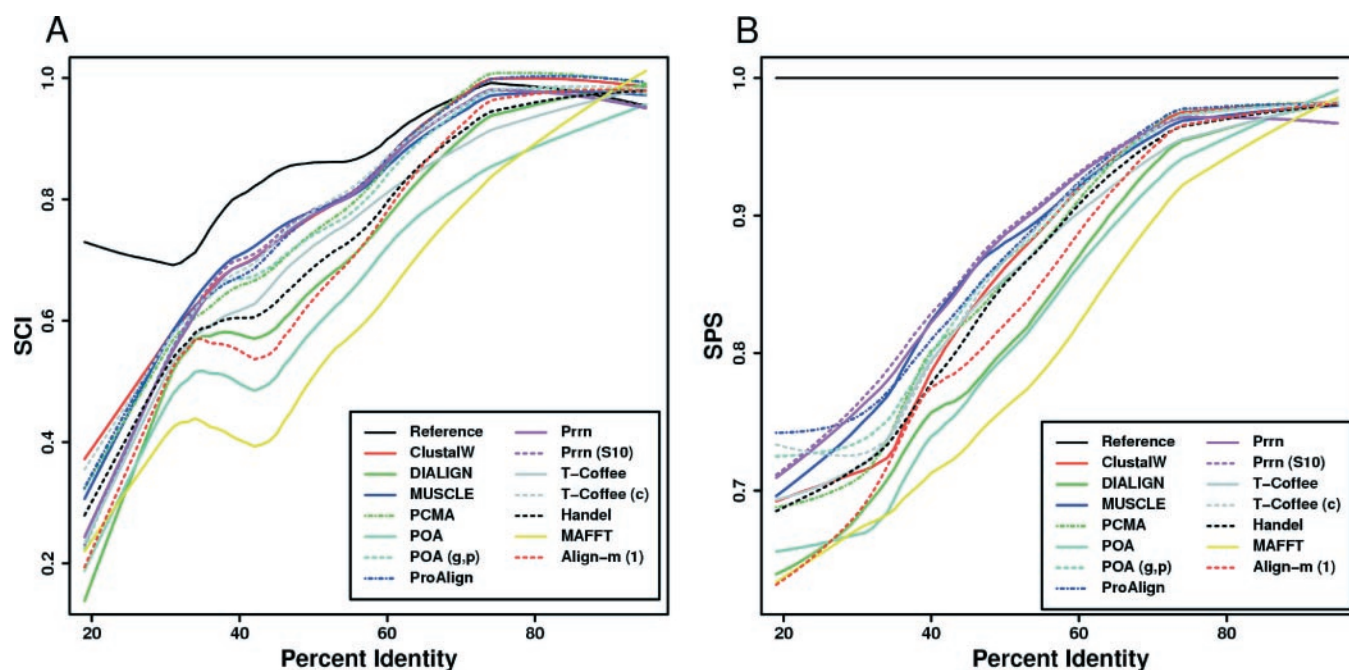 A
SCI
1.0
0.8
0.6
0.4
0.2
Reference
ClustalW
DIALIGN
MUSCLE
PCMA
POA
POA (g,p)
ProAlign
Prrn
Prrn (S10)
T-Coffee
T-Coffee (c)
Handel
MAFFT
Align-m (1)
20
40
60
80
Percent Identity
B
SPS
1.0
0.9
0.8
0.7
Reference
ClustalW
DIALIGN
MUSCLE
PCMA
POA
POA (g,p)
ProAlign
Prrn
Prrn (S10)
T-Coffee
T-Coffee (c)
Handel
MAFFT
Align-m (1)
20
40
60
80
Percent Identity